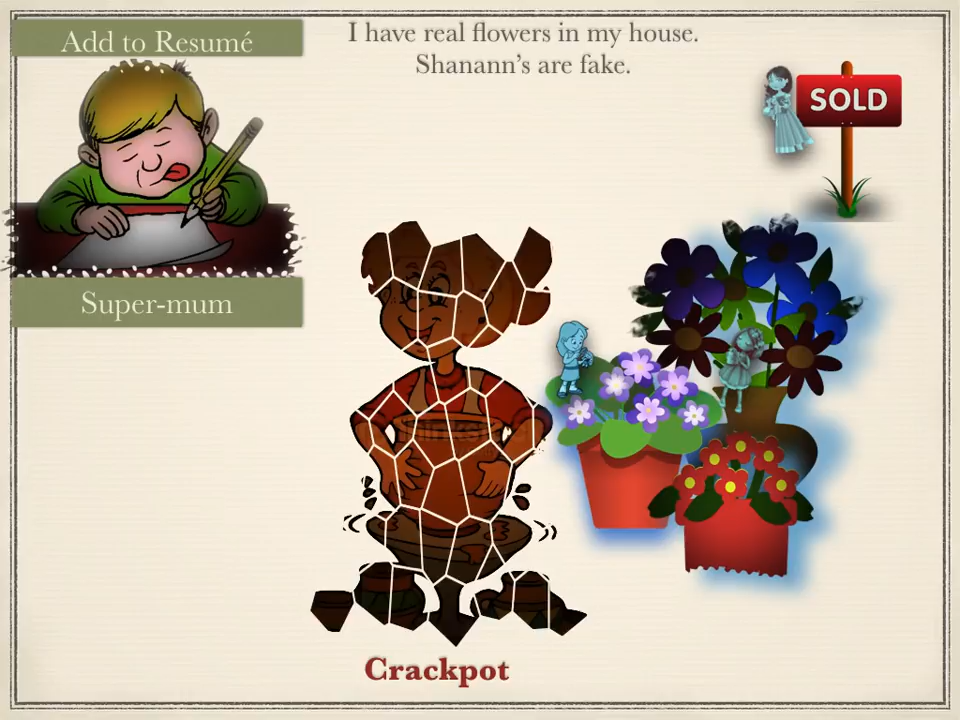 Add to Resumé
I have real flowers in my house.
Shanann’s are fake.
SOLD
Super-mum
Crackpot